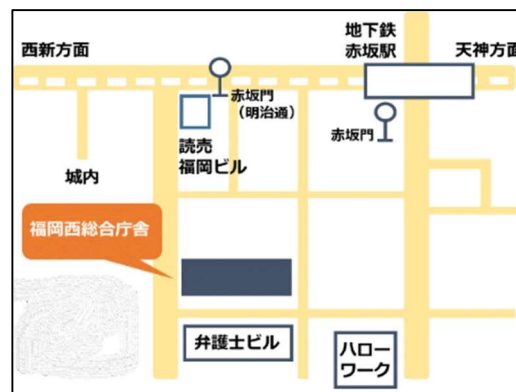 地下鉄
赤坂駅
西新方面
天神方面
赤坂門
（明治通）
赤坂門
読売
福岡ビル
城内
福岡西総合庁舎
弁護士ビル
ハロー
ワーク